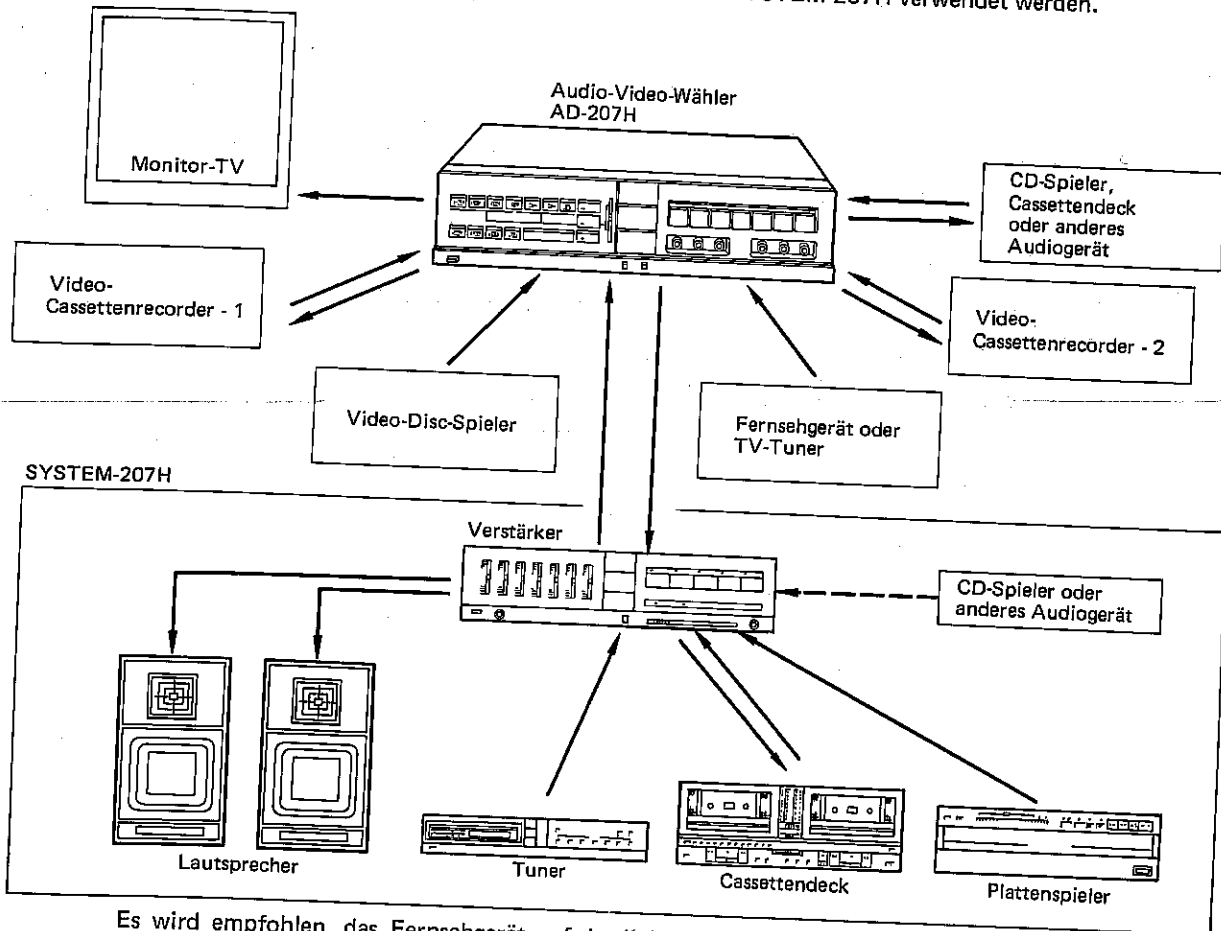 verwendet werden.
Audio-Video-Wähler
AD-207H
Monitor-TV
CD-Spieler,
Cassettendeck
oder anderes
Audiogerät
Video-
Cassettenrecorder - 1
Video-
Cassettenrecorder - 2
Video-Disc-Spieler
Fernsehgerät oder
TV-Tuner
SYSTEM-207H
Verstärker
CD-Spieler oder
anderes Audiogerät
Lautsprecher
Tuner
Cassettendeck
Plattenspieler
Es wird empfohlen, das Fernsehgerät